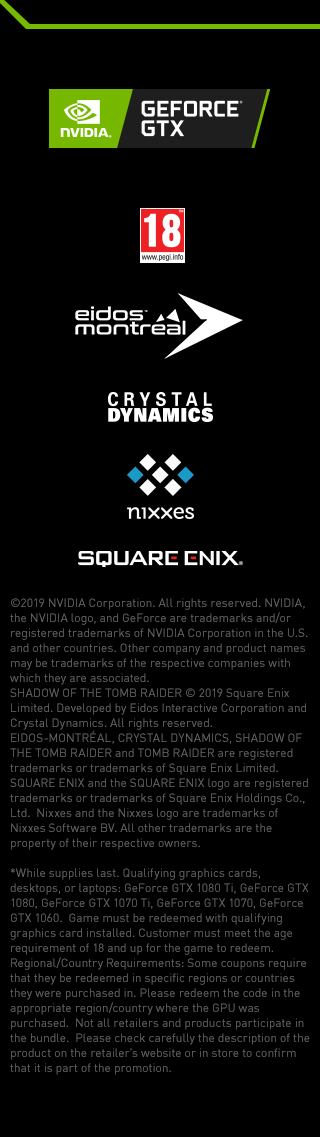 NVIDIA.
GEFORCE®
GTX
18
www.pegi.info
eidos™
montréal
CRYSTAL
DYNAMICS
nixxes
SQUARE ENIX®
©2019 NVIDIA Corporation. All rights reserved. NVIDIA,
the NVIDIA logo, and GeForce are trademarks and/or
registered trademarks of NVIDIA Corporation in the U.S.
and other countries. Other company and product names
may be trademarks of the respective companies with
which they are associated.
SHADOW OF THE TOMB RAIDER © 2019 Square Enix
Limited. Developed by Eidos Interactive Corporation and
Crystal Dynamics. All rights reserved.
EIDOS-MONTRÉAL, CRYSTAL DYNAMICS, SHADOW OF
THE TOMB RAIDER and TOMB RAIDER are registered
trademarks or trademarks of Square Enix Limited.
SQUARE ENIX and the SQUARE ENIX logo are registered
trademarks or trademarks of Square Enix Holdings Co.,
Ltd. Nixxes and the Nixxes logo are trademarks of
Nixxes Software BV. All other trademarks are the
property of their respective owners.
*While supplies last. Qualifying graphics cards,
desktops, or laptops: GeForce GTX 1080 Ti, GeForce GTX
1080, GeForce GTX 1070 Ti, GeForce GTX 1070, GeForce
GTX 1060. Game must be redeemed with qualifying
graphics card installed. Customer must meet the age
requirement of 18 and up for the game to redeem.
Regional/Country Requirements: Some coupons require
that they be redeemed in specific regions or countries
they were purchased in. Please redeem the code in the
appropriate region/country where the GPU was
purchased. Not all retailers and products participate in
the bundle. Please check carefully the description of the
product on the retailer's website or in store to confirm
that it is part of the promotion.